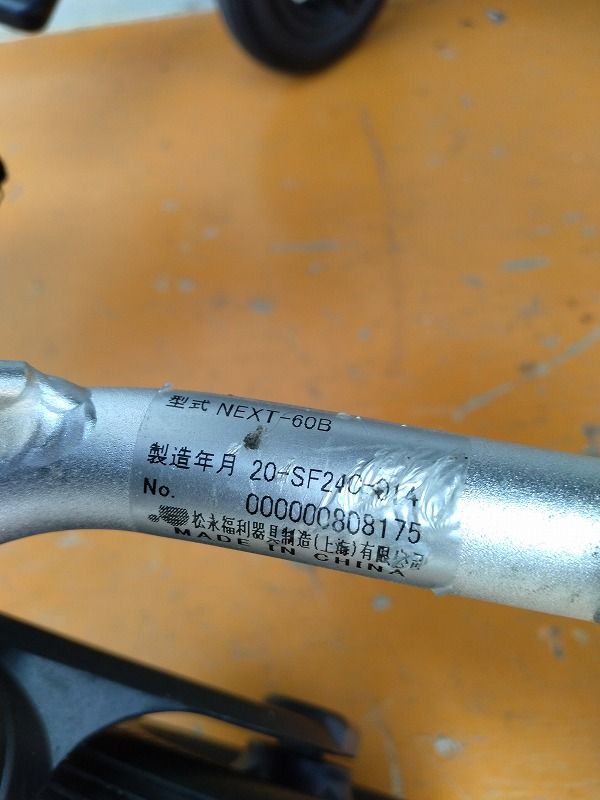 型式 NEXT-60B
製造年月 20-SF24C-014
No. 000000808175
松永福利器具制造(上海)有限公司
MADE IN CHINA